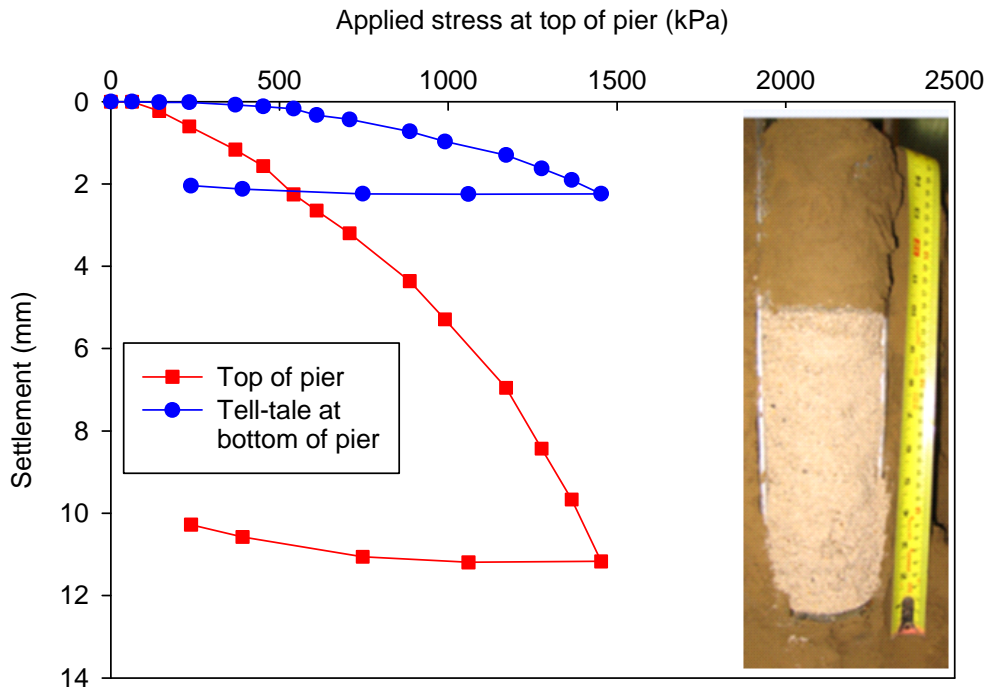 Applied stress at top of pier (kPa)
0 500 1000 1500 2000 2500
0
2
4
6
8
10
12
14
Settlement (mm)
Top of pier
Tell-tale at
bottom of pier